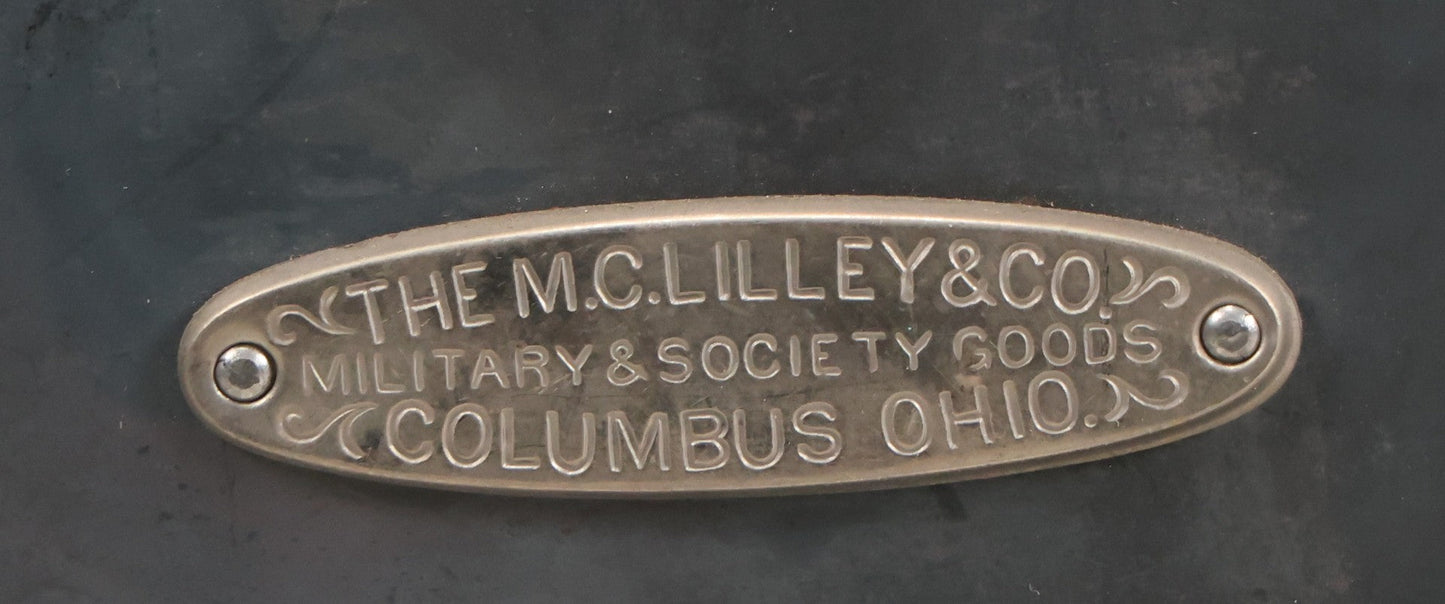 THE M.C.LILLEY & CO.
MILITARY & SOCIETY GOODS
COLUMBUS OHIO.